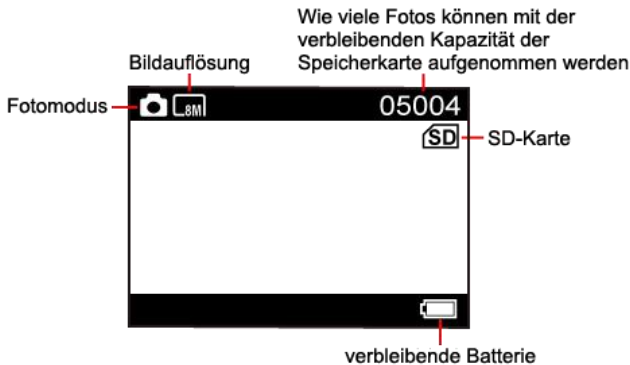 Wie viele Fotos können mit der
verbleibenden Kapazität der
Speicherkarte aufgenommen werden
Bildauflösung
Fotomodus
8M
05004
SD
SD-Karte
verbleibende Batterie